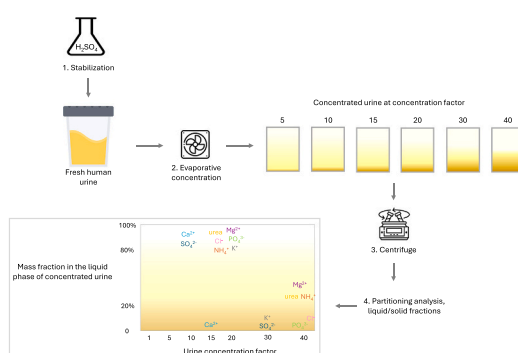 H₂SO₄
1. Stabilization
Fresh human
urine
2. Evaporative
concentration
Concentrated urine at concentration factor
5 10 15 20 30 40
3. Centrifuge
4. Partitioning analysis,
liquid/solid fractions
Mass fraction in the liquid
phase of concentrated urine
100%
80%
20%
0
Ca²⁺ urea Mg²⁺
SO₄²⁻ Cl⁻ PO₄³⁻
NH₄⁺ K⁺
Mg²⁺
urea NH₄⁺
Ca²⁺ K⁺ Cl⁻
SO₄²⁻ PO₄³⁻
1 5 10 15 20 30 40
Urine concentration factor